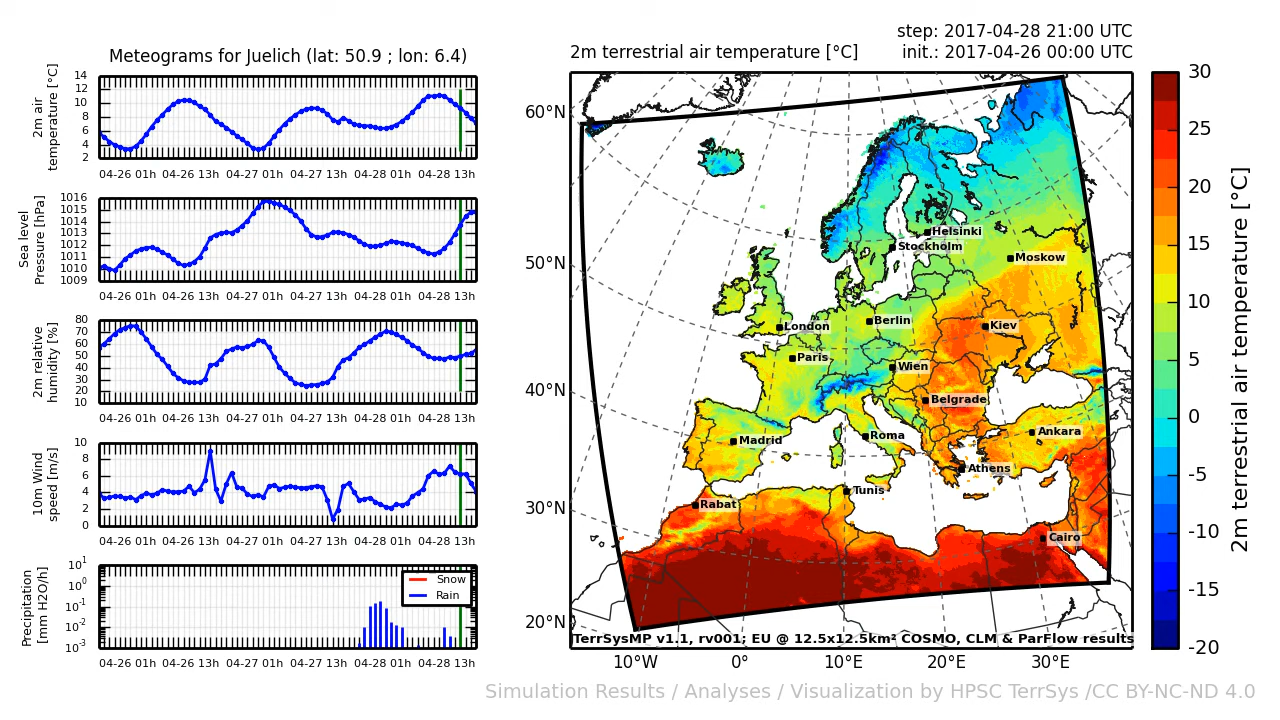 step: 2017-04-28 21:00 UTC
Meteograms for Juelich (lat: 50.9 ; lon: 6.4)
2m terrestrial air temperature [°C]
init.: 2017-04-26 00:00 UTC
2m air
temperature [°C]
14
12
10
8
6
4
2
04-26 01h 04-26 13h 04-27 01h 04-27 13h 04-28 01h 04-28 13h
Sea level
Pressure [hPa]
1016
1015
1014
1013
1012
1011
1010
1009
04-26 01h 04-26 13h 04-27 01h 04-27 13h 04-28 01h 04-28 13h
2m relative
humidity [%]
80
70
60
50
40
30
20
10
04-26 01h 04-26 13h 04-27 01h 04-27 13h 04-28 01h 04-28 13h
10m Wind
speed [m/s]
10
8
6
4
2
0
04-26 01h 04-26 13h 04-27 01h 04-27 13h 04-28 01h 04-28 13h
Precipitation
[mm H2O/h]
10¹
10⁰
10⁻¹
10⁻²
10⁻³
Snow
Rain
04-26 01h 04-26 13h 04-27 01h 04-27 13h 04-28 01h 04-28 13h
60°N
50°N
40°N
30°N
20°N
Helsinki
Stockholm
Moskow
London
Berlin
Kiev
Paris
Wien
Belgrade
Madrid
Roma
Ankara
Athens
Tunis
Rabat
Cairo
TerrSysMP v1.1, rv001; EU @ 12.5x12.5km² COSMO, CLM & ParFlow results
10°W 0° 10°E 20°E 30°E
30
25
20
15
10
5
0
-5
-10
-15
-20
2m terrestrial air temperature [°C]
Simulation Results / Analyses / Visualization by HPSC TerrSys /CC BY-NC-ND 4.0